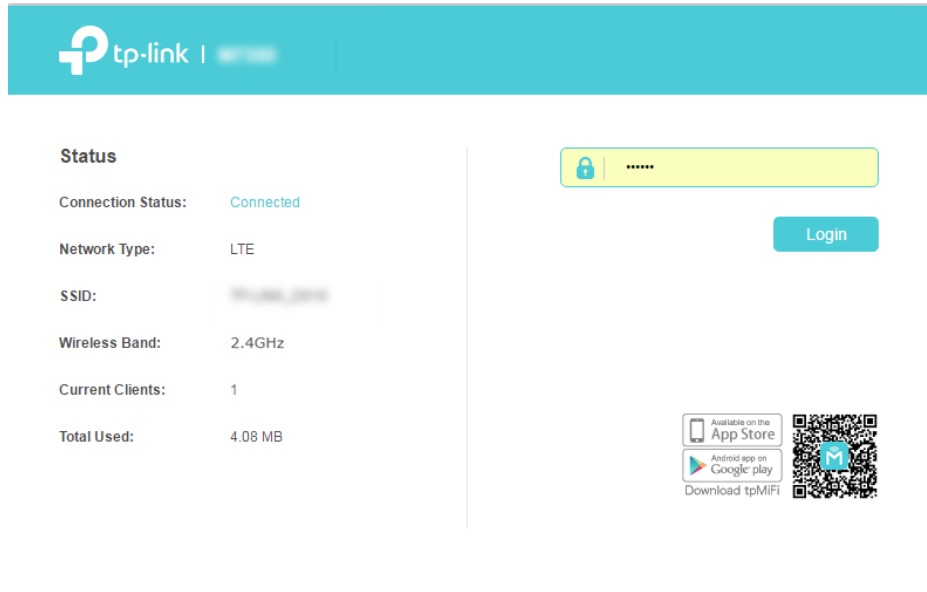 tp-link |
Status
Connection Status: Connected
Network Type: LTE
SSID:
Wireless Band: 2.4GHz
Current Clients: 1
Total Used: 4.08 MB
••••••
Login
Available on the
App Store
Android app on
Google play
Download tpMiFi
M